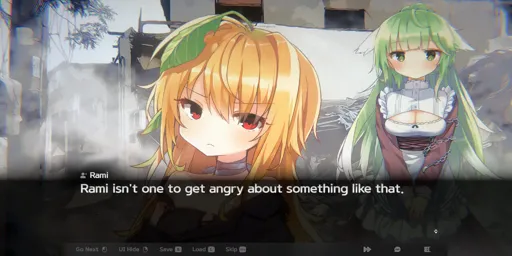 Rami
Rami isn't one to get angry about something like that.
Go Next
UI Hide
Save
Load
Skip